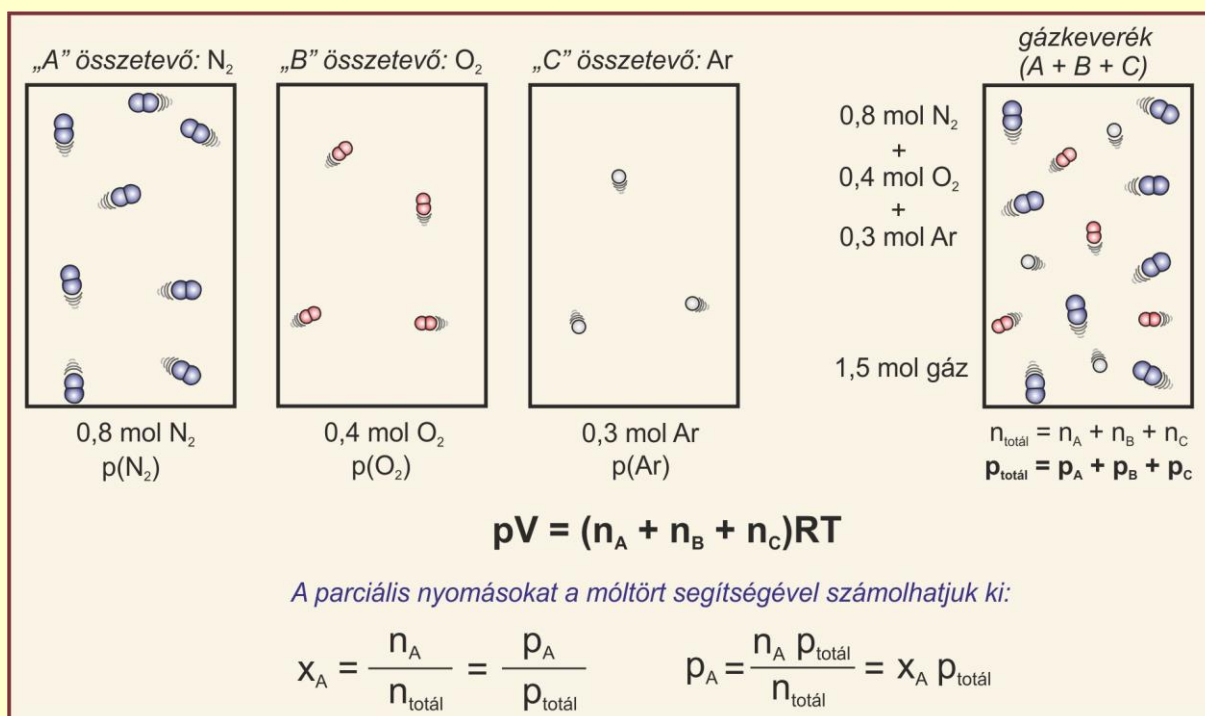 „A” összetevő: N₂
0,8 mol N₂
p(N₂)
„B” összetevő: O₂
0,4 mol O₂
p(O₂)
„C” összetevő: Ar
0,3 mol Ar
p(Ar)
gázkeverék
(A + B + C)
0,8 mol N₂
+
0,4 mol O₂
+
0,3 mol Ar
1,5 mol gáz
n_totál = n_A + n_B + n_C
p_totál = p_A + p_B + p_C
pV = (n_A + n_B + n_C)RT
A parciális nyomásokat a móltört segítségével számolhatjuk ki:
x_A = n_A / n_totál = p_A / p_totál
p_A = n_A p_totál / n_totál = x_A p_totál